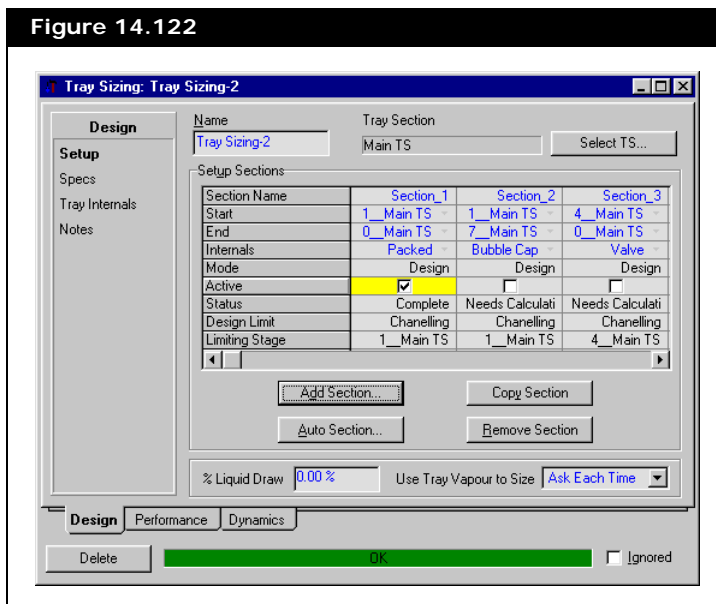 Figure 14.122
Tray Sizing: Tray Sizing-2
Design
Setup
Specs
Tray Internals
Notes
Name
Tray Sizing-2
Tray Section
Main TS
Select TS...
Setup Sections
Section Name Section_1 Section_2 Section_3
Start 1__Main TS 1__Main TS 4__Main TS
End 0__Main TS 7__Main TS 0__Main TS
Internals Packed Bubble Cap Valve
Mode Design Design Design
Active
Status Complete Needs Calculati Needs Calculati
Design Limit Chanelling Chanelling Chanelling
Limiting Stage 1__Main TS 1__Main TS 4__Main TS
Add Section... Copy Section
Auto Section... Remove Section
% Liquid Draw 0.00 % Use Tray Vapour to Size Ask Each Time
Design Performance Dynamics
Delete OK Ignored